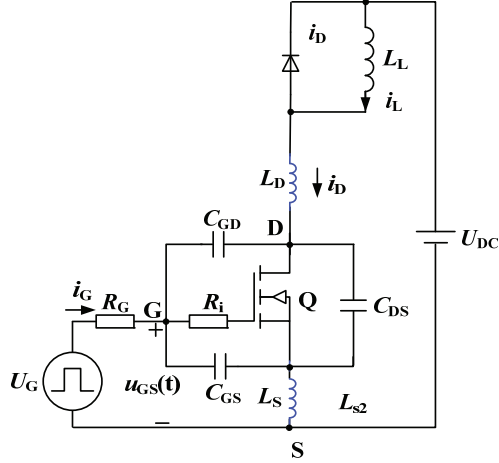 iD
LL
iL
LD
iD
CGD
D
UDC
iG
RG
G
Ri
Q
CDS
+
UG
uGS(t)
CGS
LS
Ls2
−
S